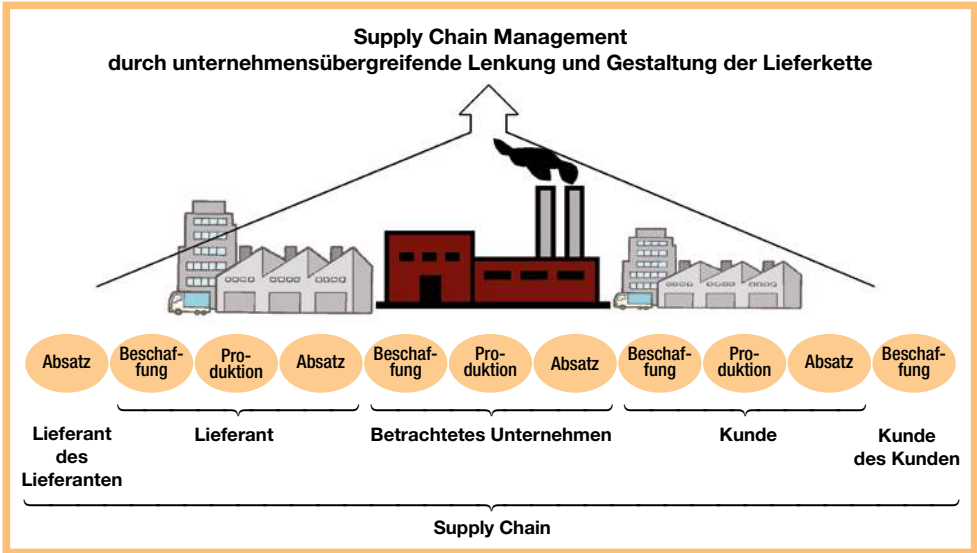 Supply Chain Management
durch unternehmensübergreifende Lenkung und Gestaltung der Lieferkette
Absatz
Beschaf-
fung
Pro-
duktion
Absatz
Beschaf-
fung
Pro-
duktion
Absatz
Beschaf-
fung
Pro-
duktion
Absatz
Beschaf-
fung
Lieferant
des
Lieferanten
Lieferant
Betrachtetes Unternehmen
Kunde
Kunde
des Kunden
Supply Chain